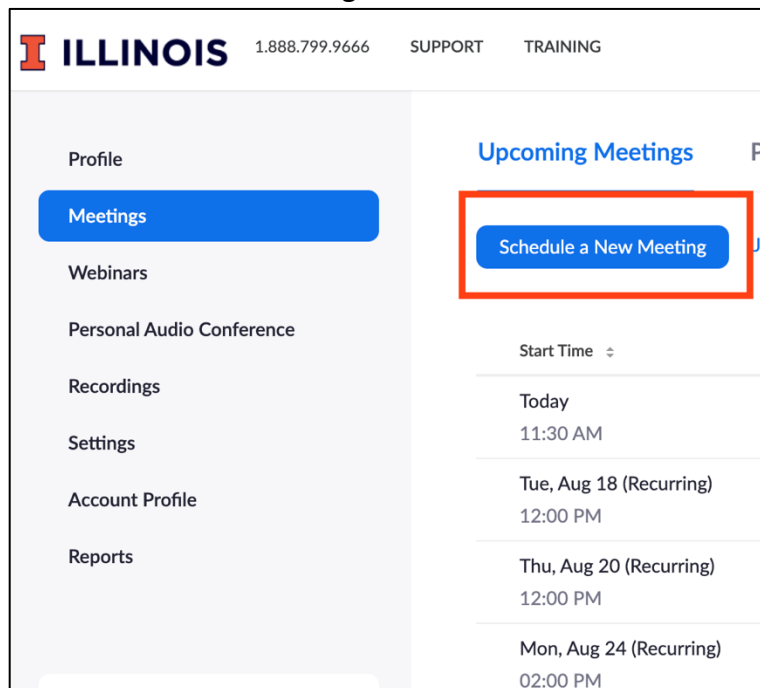 I ILLINOIS 1.888.799.9666 SUPPORT TRAINING
Profile
Meetings
Webinars
Personal Audio Conference
Recordings
Settings
Account Profile
Reports
Upcoming Meetings P
Schedule a New Meeting
Start Time
Today
11:30 AM
Tue, Aug 18 (Recurring)
12:00 PM
Thu, Aug 20 (Recurring)
12:00 PM
Mon, Aug 24 (Recurring)
02:00 PM